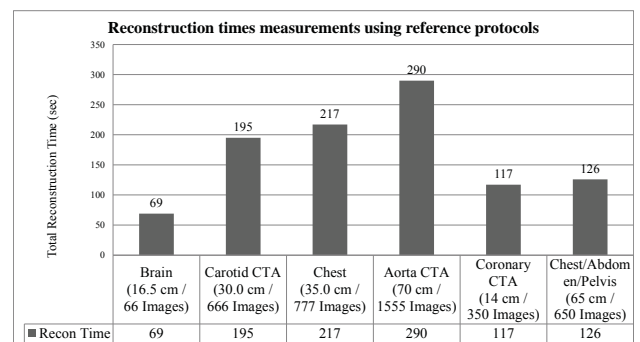 Reconstruction times measurements using reference protocols
Total Reconstruction Time (sec)
350
300
250
200
150
100
50
0
69
195
217
290
117
126
Brain
(16.5 cm /
66 Images)
Carotid CTA
(30.0 cm /
666 Images)
Chest
(35.0 cm /
777 Images)
Aorta CTA
(70 cm /
1555 Images)
Coronary
CTA
(14 cm /
350 Images)
Chest/Abdom
en/Pelvis
(65 cm /
650 Images)
Recon Time 69 195 217 290 117 126